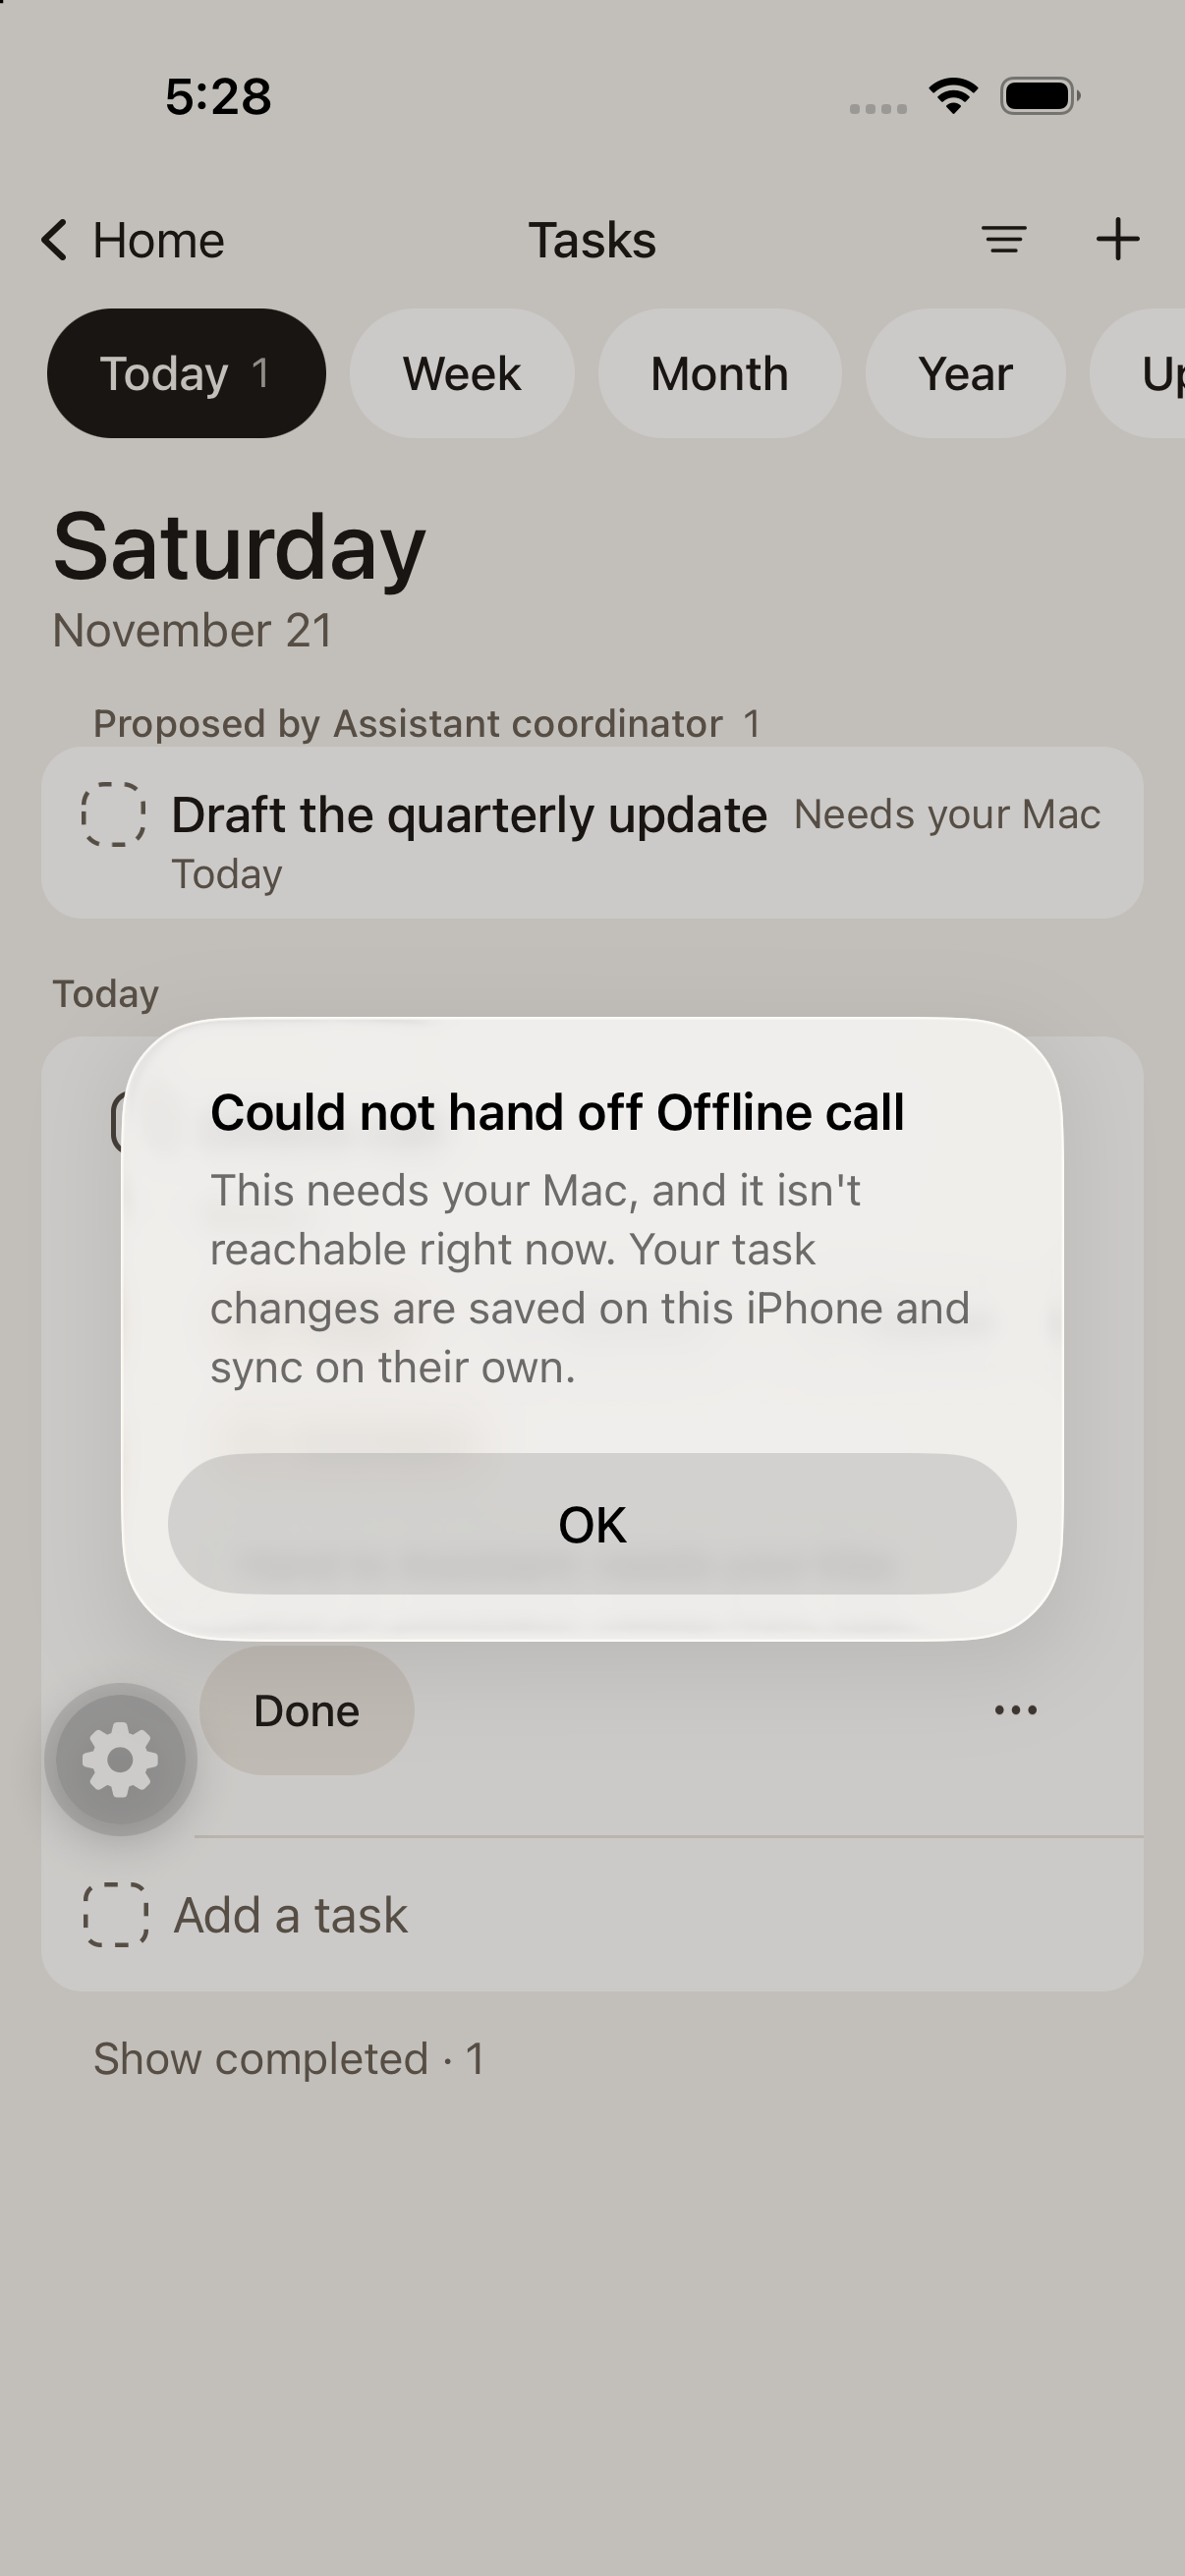 5:28
Home
Tasks
Today 1
Week
Month
Year
Up
Saturday
November 21
Proposed by Assistant coordinator 1
Draft the quarterly update Needs your Mac
Today
Today
Could not hand off Offline call
This needs your Mac, and it isn't
reachable right now. Your task
changes are saved on this iPhone and
sync on their own.
OK
Done
Add a task
Show completed · 1